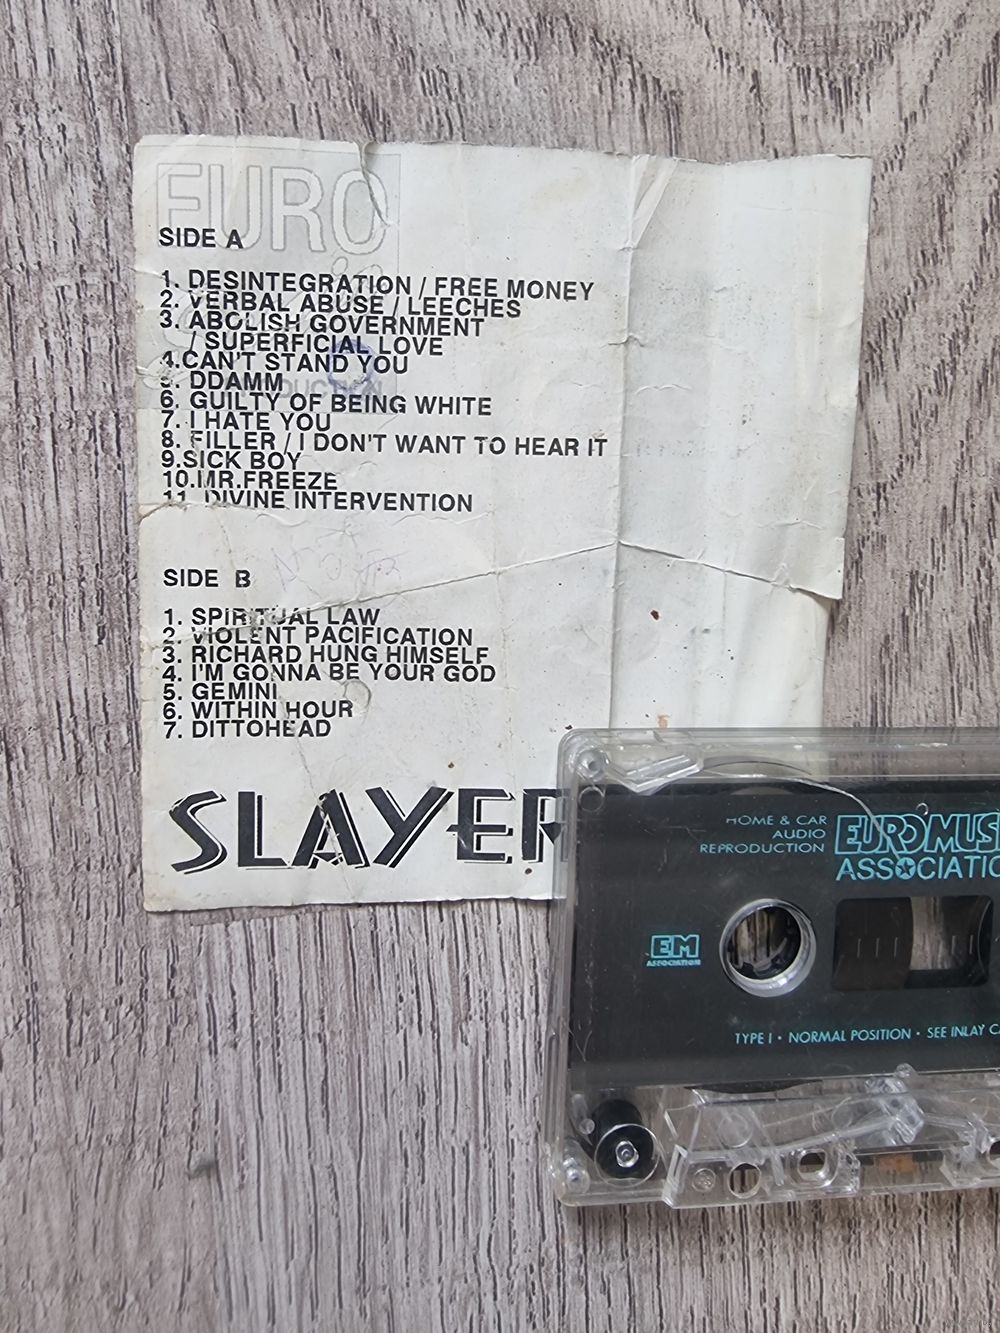 EURO
SIDE A
1. DESINTEGRATION / FREE MONEY
2. VERBAL ABUSE / LEECHES
3. ABOLISH GOVERNMENT
/ SUPERFICIAL LOVE
4.CAN'T STAND YOU
5. DDAMM
6. GUILTY OF BEING WHITE
7. I HATE YOU
8. FILLER / I DON'T WANT TO HEAR IT
9.SICK BOY
10.MR.FREEZE
11. DIVINE INTERVENTION
SIDE B
1. SPIRITUAL LAW
2. VIOLENT PACIFICATION
3. RICHARD HUNG HIMSELF
4. I'M GONNA BE YOUR GOD
5. GEMINI
6. WITHIN HOUR
7. DITTOHEAD
SLAYER
HOME & CAR
AUDIO
REPRODUCTION
EUROMUS
ASSOCIATIO
EM
ASSOCIATION
TYPE I • NORMAL POSITION • SEE INLAY CA